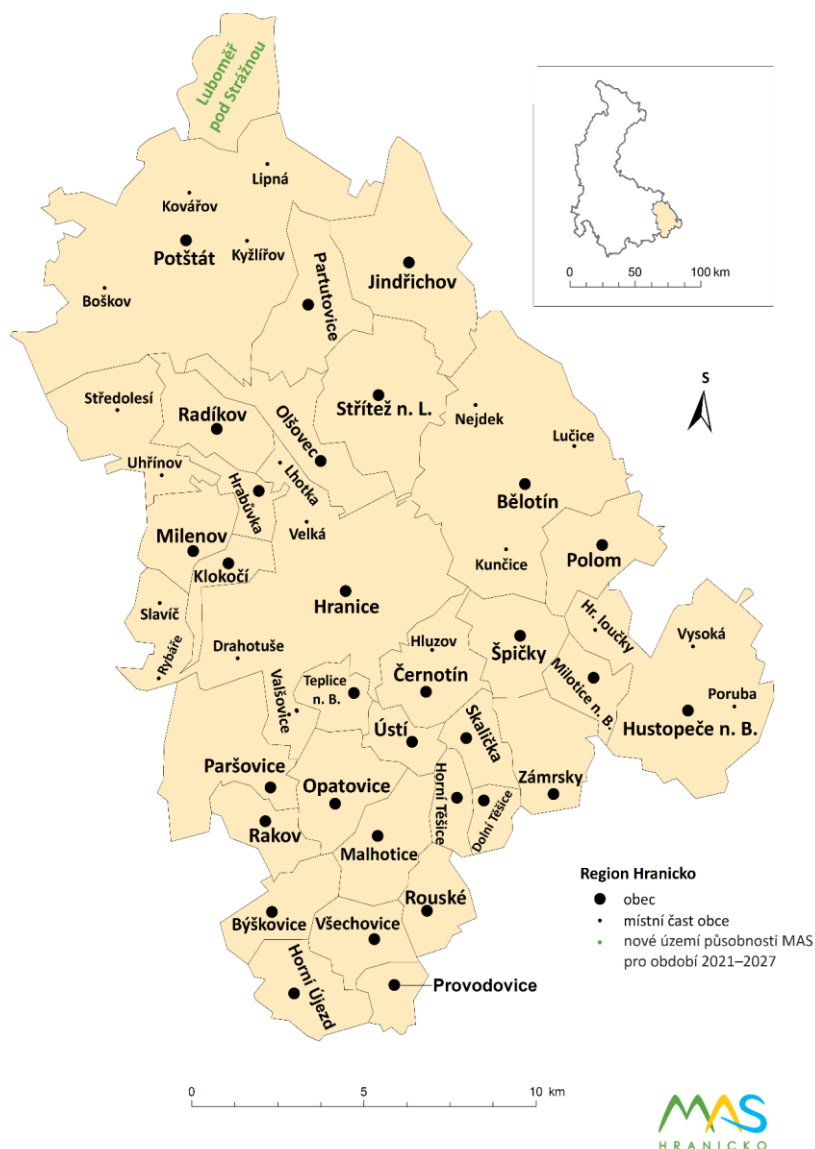 Luboměř
pod Strážnou
Lipná
Kovářov
Potštát
Kyžlířov
Boškov
Partutovice
Jindřichov
0
50
100 km
S
Středolesí
Radíkov
Olšovec
Střítež n. L.
Nejdek
Lučice
Uhřínov
Hrabůvka
Lhotka
Bělotín
Milenov
Velká
Klokočí
Kunčice
Polom
Hranice
Slavíč
Rybáře
Drahotuše
Hluzov
Špičky
Hr. loučky
Vysoká
Valšovice
Teplice
n. B.
Černotín
Milotice n. B.
Poruba
Hustopeče n. B.
Ústí
Skalička
Paršovice
Opatovice
Horní Těšice
Dolní Těšice
Zámrsky
Rakov
Malhotice
Rouské
Býškovice
Všechovice
Horní Újezd
Provodovice
Region Hranicko
obec
místní část obce
nové území působnosti MAS
pro období 2021–2027
0
5
10 km
MAS
HRANICKO